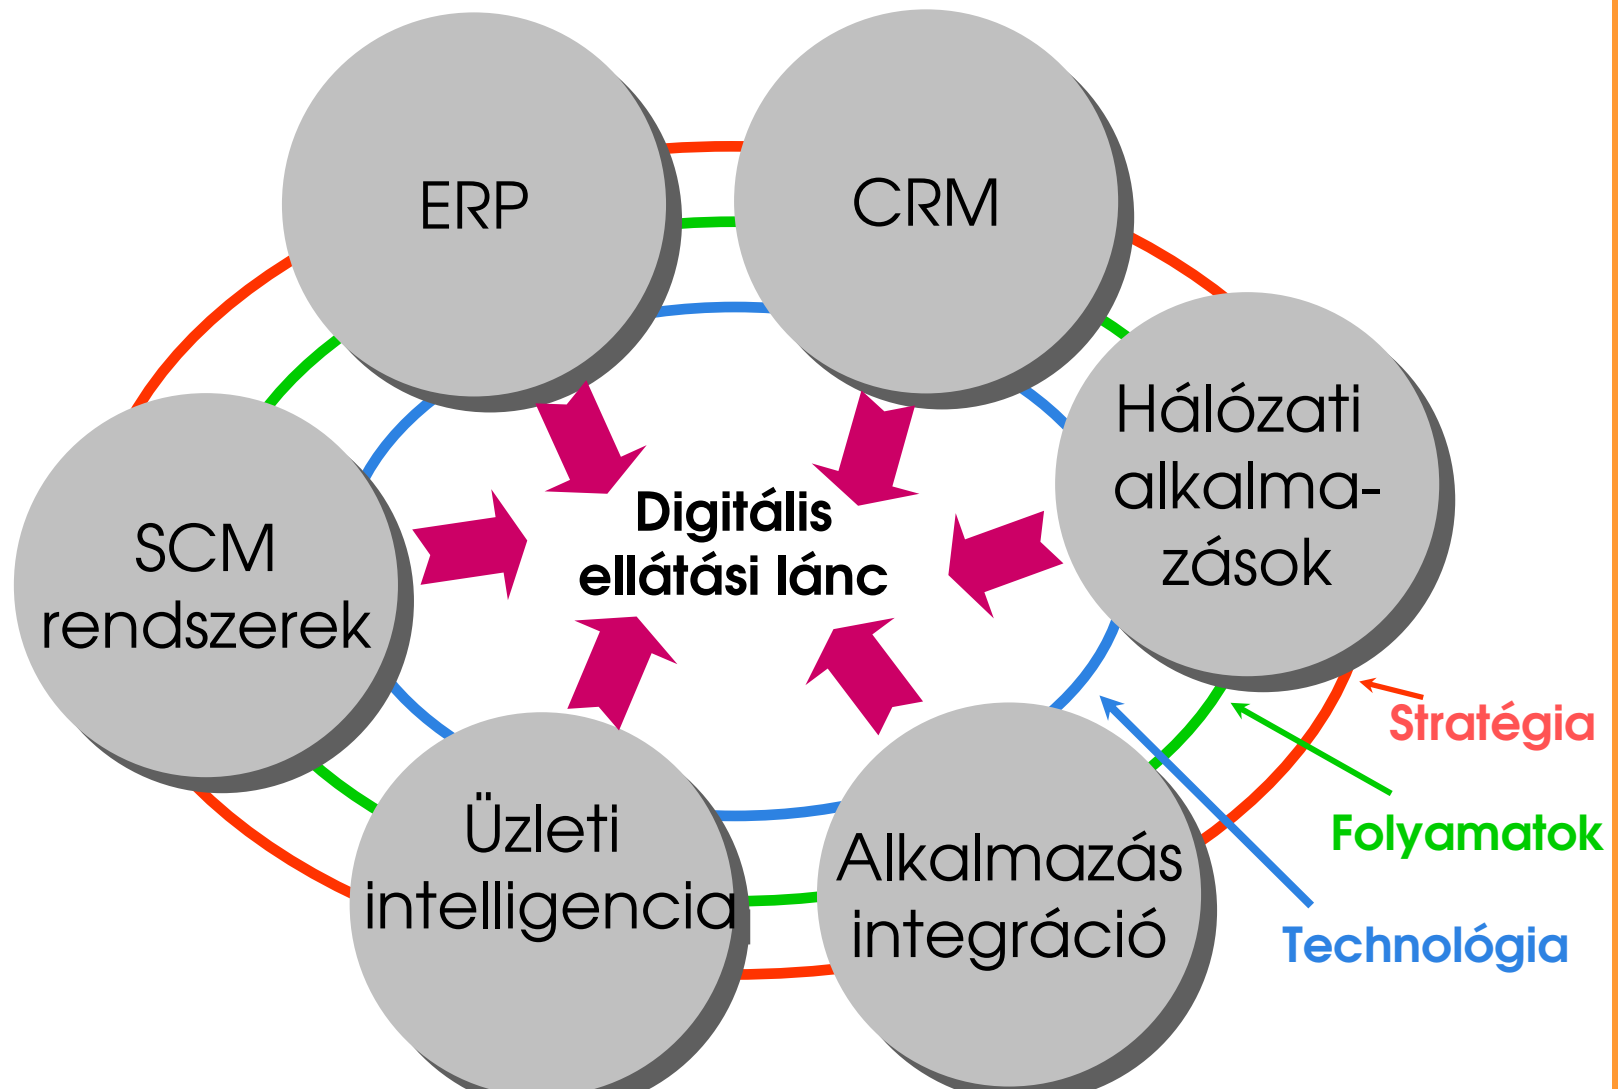 ERP
CRM
Hálózati
alkalma-
zások
Digitális
ellátási lánc
SCM
rendszerek
Stratégia
Üzleti
intelligencia
Alkalmazás
integráció
Folyamatok
Technológia